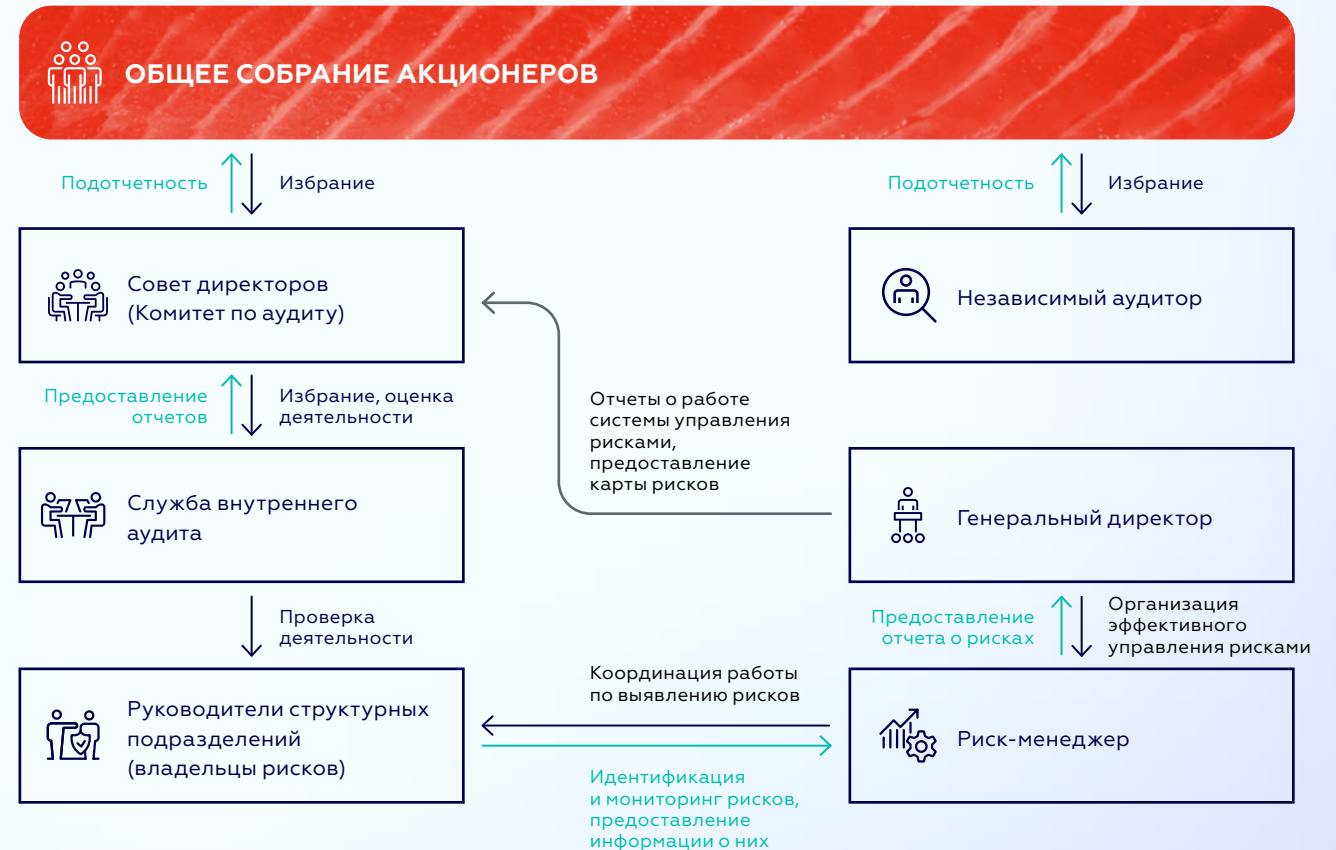 ОБЩЕЕ СОБРАНИЕ АКЦИОНЕРОВ
Подотчетность
Избрание
Подотчетность
Избрание
Совет директоров
(Комитет по аудиту)
Независимый аудитор
Предоставление
отчетов
Избрание, оценка
деятельности
Отчеты о работе
системы управления
рисками,
предоставление
карты рисков
Служба внутреннего
аудита
Генеральный директор
Проверка
деятельности
Предоставление
отчета о рисках
Организация
эффективного
управления рисками
Координация работы
по выявлению рисков
Руководители структурных
подразделений
(владельцы рисков)
Риск-менеджер
Идентификация
и мониторинг рисков,
предоставление
информации о них